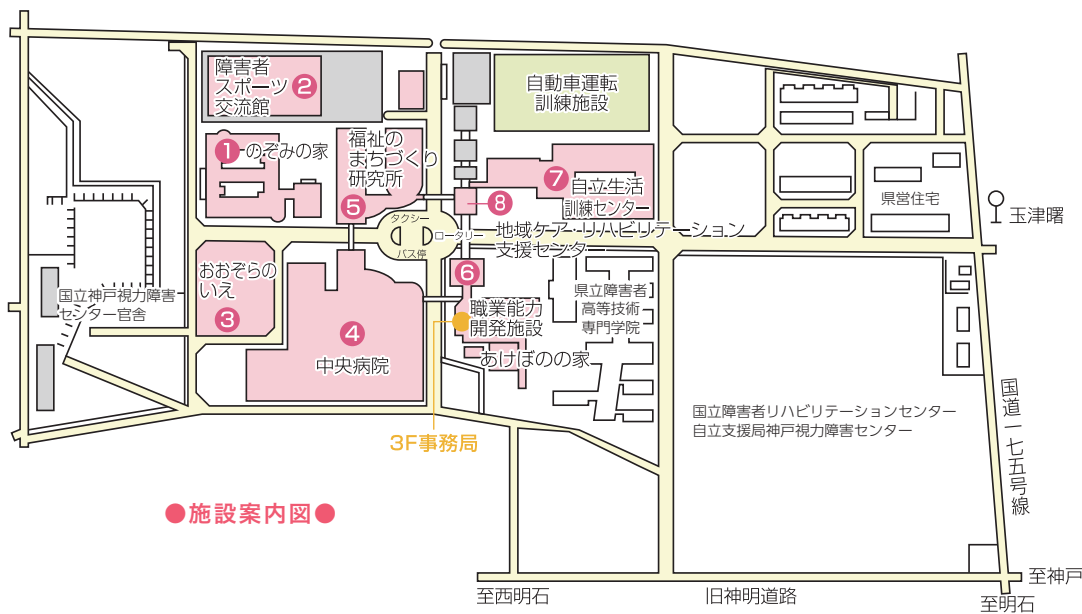 障害者
スポーツ
交流館
2
自動車運転
訓練施設
1
のぞみの家
福祉の
まちづくり
研究所
5
7
自立生活
訓練センター
8
県営住宅
玉津曙
タクシー
ロータリー
バス停
地域ケア・リハビリテーション
支援センター
おおぞらの
いえ
3
国立神戸視力障害
センター官舎
6
職業能力
開発施設
県立障害者
高等技術
専門学院
4
中央病院
あけぼのの家
3F事務局
国立障害者リハビリテーションセンター
自立支援局神戸視力障害センター
国道一七五号線
●施設案内図●
至西明石
旧神明道路
至神戸
至明石